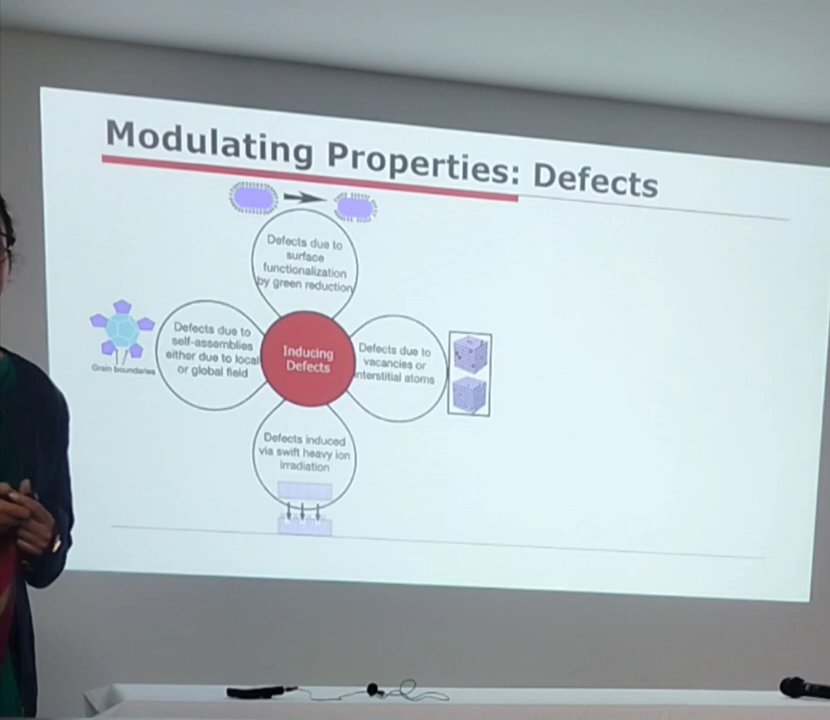 Modulating Properties: Defects
Defects due to
surface
functionalization
by green reduction
Defects due to
self-assemblies
either due to local
or global field
Grain boundaries
Inducing
Defects
Defects due to
vacancies or
interstitial atoms
Defects induced
via swift heavy ion
irradiation